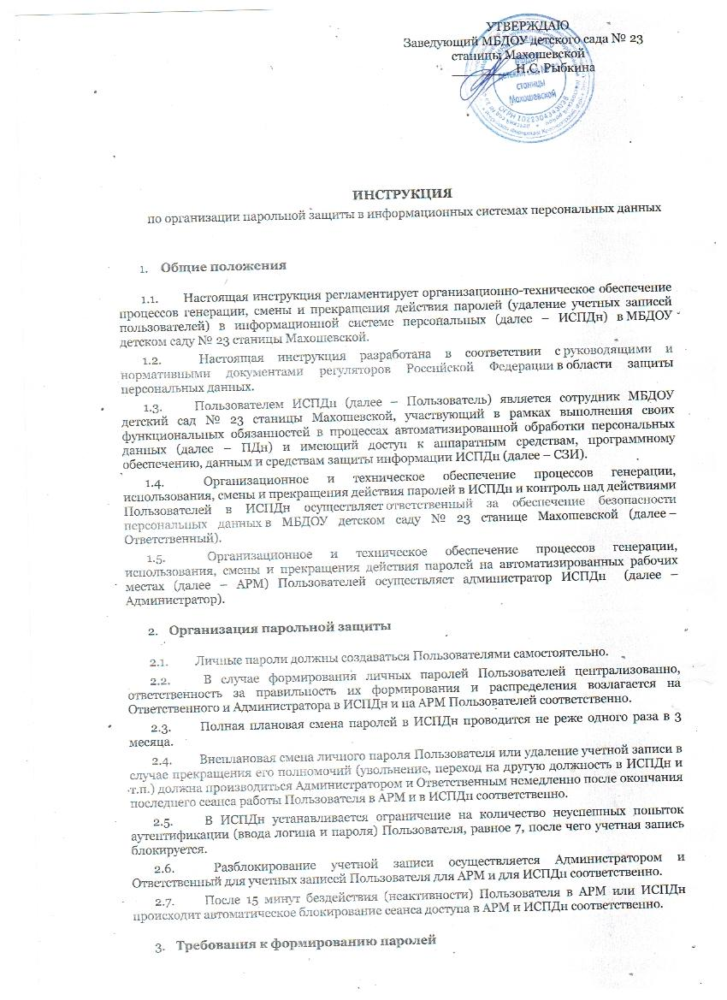 УТВЕРЖДАЮ
Заведующий МБДОУ детского сада № 23
станицы Махошевской
Н.С. Рыбкина
детский сад
станицы
Махошевской
ОГРН 1022304343038
ИНСТРУКЦИЯ
по организации парольной защиты в информационных системах персональных данных
1. Общие положения
1.1. Настоящая инструкция регламентирует организационно-техническое обеспечение
процессов генерации, смены и прекращения действия паролей (удаление учетных записей
пользователей) в информационной системе персональных (далее – ИСПДн) в МБДОУ
детском саду № 23 станицы Махошевской.
1.2. Настоящая инструкция разработана в соответствии с руководящими и
нормативными документами регуляторов Российской Федерации в области защиты
персональных данных.
1.3. Пользователем ИСПДн (далее – Пользователь) является сотрудник МБДОУ
детский сад № 23 станицы Махошевской, участвующий в рамках выполнения своих
функциональных обязанностей в процессах автоматизированной обработки персональных
данных (далее – ПДн) и имеющий доступ к аппаратным средствам, программному
обеспечению, данным и средствам защиты информации ИСПДн (далее – СЗИ).
1.4. Организационное и техническое обеспечение процессов генерации,
использования, смены и прекращения действия паролей в ИСПДн и контроль над действиями
Пользователей в ИСПДн осуществляет ответственный за обеспечение безопасности
персональных данных в МБДОУ детском саду № 23 станице Махошевской (далее –
Ответственный).
1.5. Организационное и техническое обеспечение процессов генерации,
использования, смены и прекращения действия паролей на автоматизированных рабочих
местах (далее – АРМ) Пользователей осуществляет администратор ИСПДн (далее –
Администратор).
2. Организация парольной защиты
2.1. Личные пароли должны создаваться Пользователями самостоятельно.
2.2. В случае формирования личных паролей Пользователей централизованно,
ответственность за правильность их формирования и распределения возлагается на
Ответственного и Администратора в ИСПДн и на АРМ Пользователей соответственно.
2.3. Полная плановая смена паролей в ИСПДн проводится не реже одного раза в 3
месяца.
2.4. Внеплановая смена личного пароля Пользователя или удаление учетной записи в
случае прекращения его полномочий (увольнение, переход на другую должность в ИСПДн и
т.п.) должна производиться Администратором и Ответственным немедленно после окончания
последнего сеанса работы Пользователя в АРМ и в ИСПДн соответственно.
2.5. В ИСПДн устанавливается ограничение на количество неуспешных попыток
аутентификации (ввода логина и пароля) Пользователя, равное 7, после чего учетная запись
блокируется.
2.6. Разблокирование учетной записи осуществляется Администратором и
Ответственный для учетных записей Пользователя для АРМ и для ИСПДн соответственно.
2.7. После 15 минут бездействия (неактивности) Пользователя в АРМ или ИСПДн
происходит автоматическое блокирование сеанса доступа в АРМ и ИСПДн соответственно.
3. Требования к формированию паролей